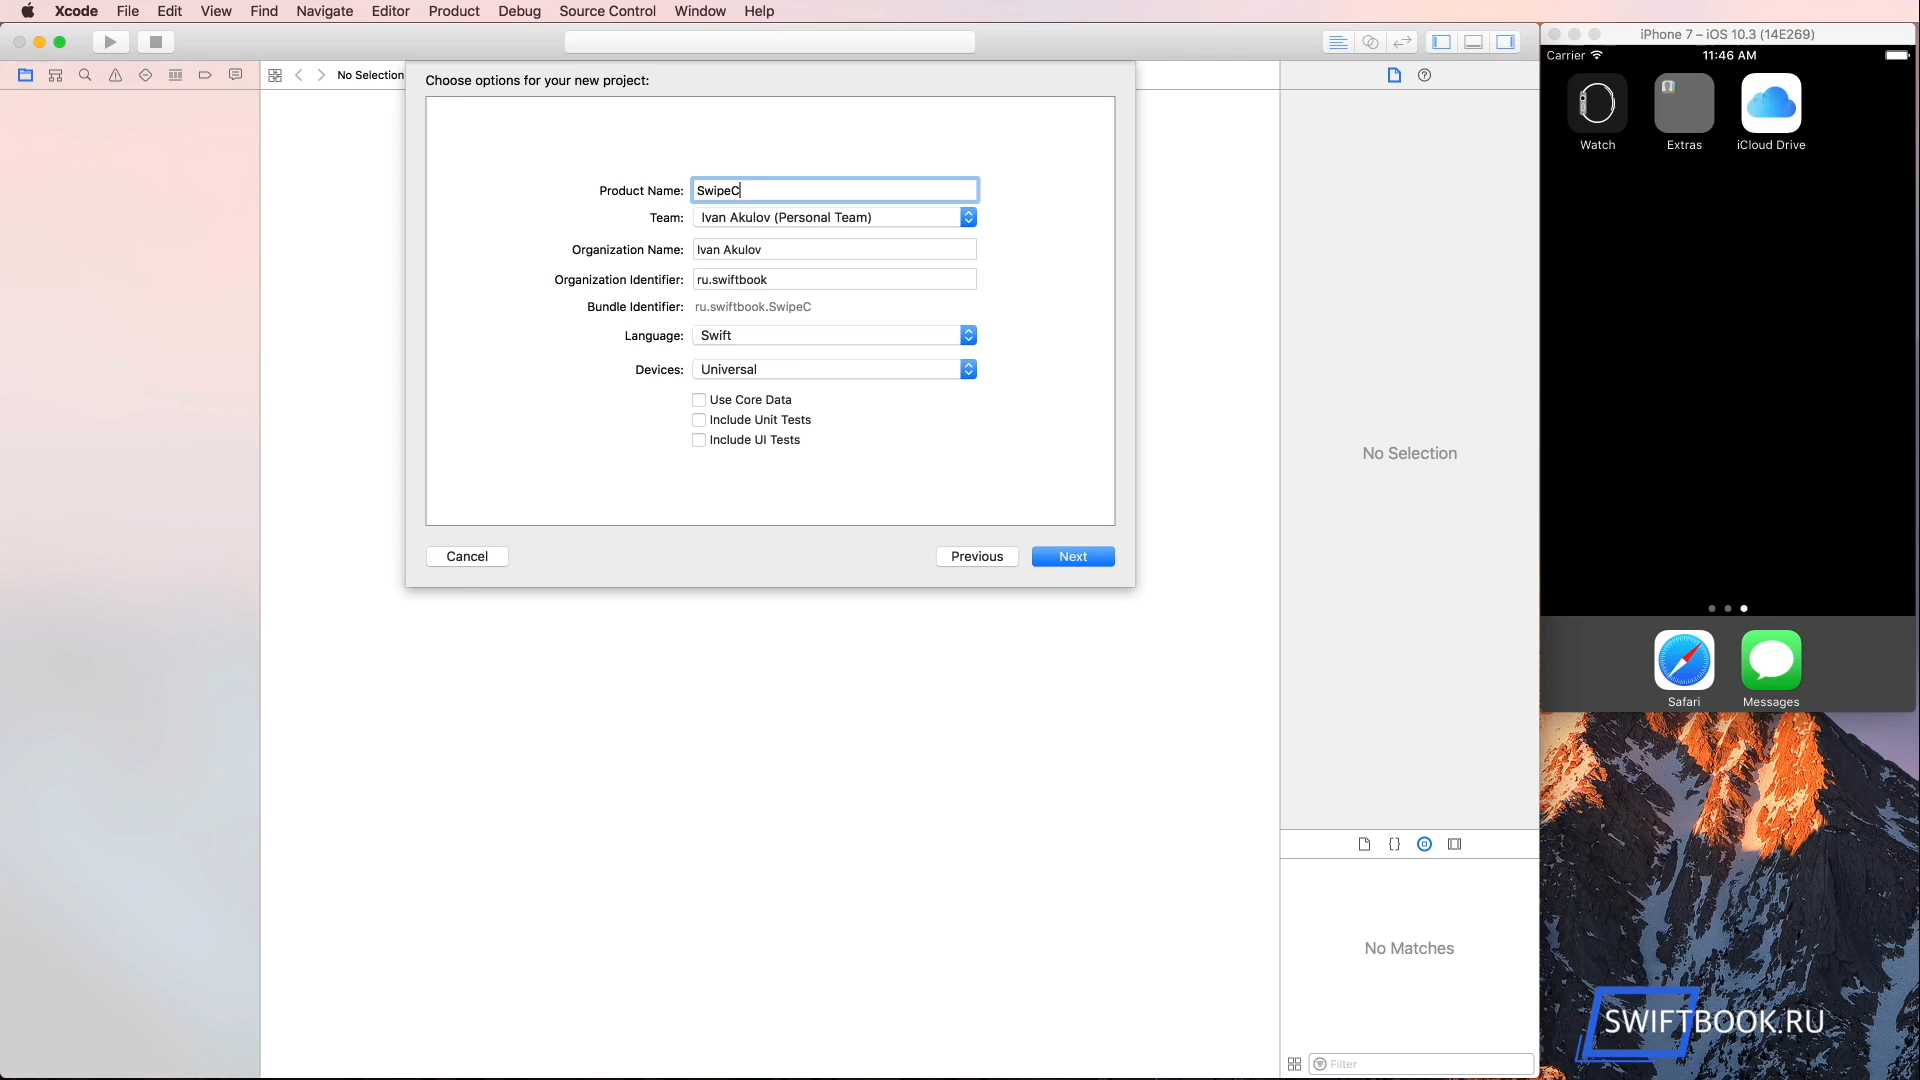 Xcode File Edit View Find Navigate Editor Product Debug Source Control Window Help
iPhone 7 – iOS 10.3 (14E269)
Carrier 11:46 AM
No Selection
Choose options for your new project:
Product Name: SwipeC
Team: Ivan Akulov (Personal Team)
Organization Name: Ivan Akulov
Organization Identifier: ru.swiftbook
Bundle Identifier: ru.swiftbook.SwipeC
Language: Swift
Devices: Universal
Use Core Data
Include Unit Tests
Include UI Tests
Cancel Previous Next
No Selection
No Matches
Filter
Watch Extras iCloud Drive
Safari Messages
SWIFTBOOK.RU